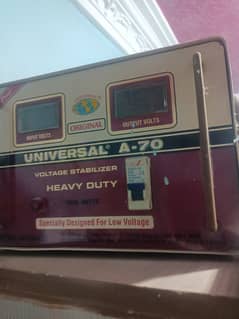 INPUT VOLTS
OUTPUT VOLTS
ORIGINAL
UNIVERSAL® A-70
VOLTAGE STABILIZER
HEAVY DUTY
Specially Designed For Low Voltage